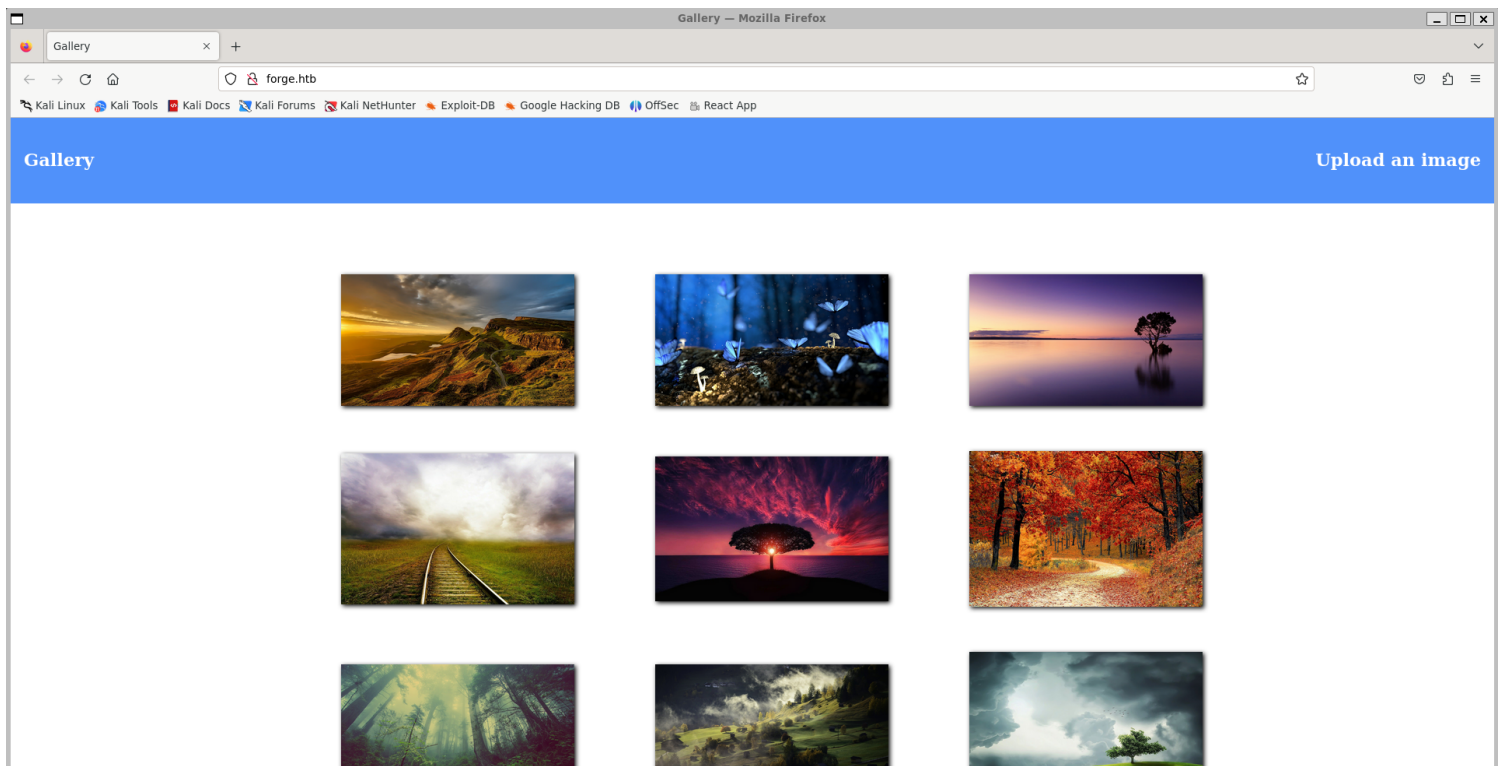 Gallery — Mozilla Firefox
Gallery
forge.htb
Kali Linux Kali Tools Kali Docs Kali Forums Kali NetHunter Exploit-DB Google Hacking DB OffSec React App
Gallery Upload an image